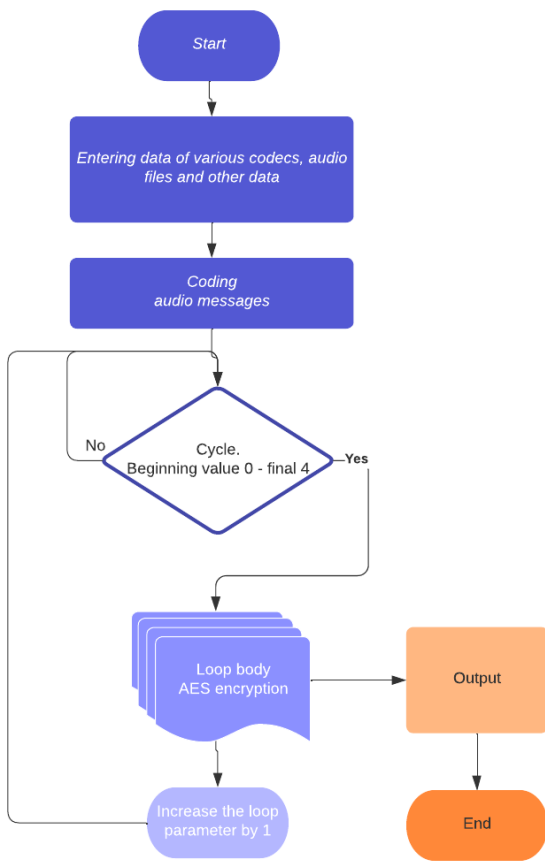 Start
Entering data of various codecs, audio
files and other data
Coding
audio messages
No
Cycle.
Beginning value 0 - final 4
Yes
Loop body
AES encryption
Output
Increase the loop
parameter by 1
End